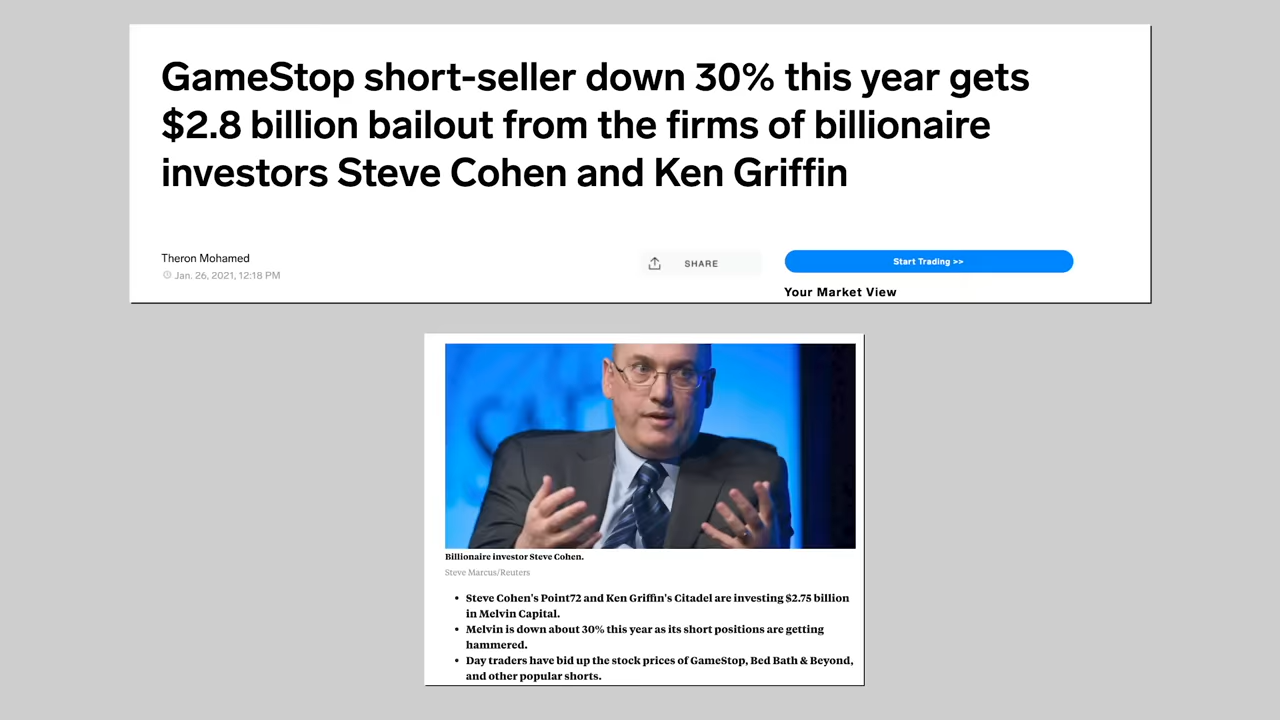 GameStop short-seller down 30% this year gets
$2.8 billion bailout from the firms of billionaire
investors Steve Cohen and Ken Griffin
Theron Mohamed
Jan. 26, 2021, 12:18 PM
SHARE
Start Trading >>
Your Market View
Billionaire investor Steve Cohen.
Steve Marcus/Reuters
• Steve Cohen's Point72 and Ken Griffin's Citadel are investing $2.75 billion
in Melvin Capital.
• Melvin is down about 30% this year as its short positions are getting
hammered.
• Day traders have bid up the stock prices of GameStop, Bed Bath & Beyond,
and other popular shorts.